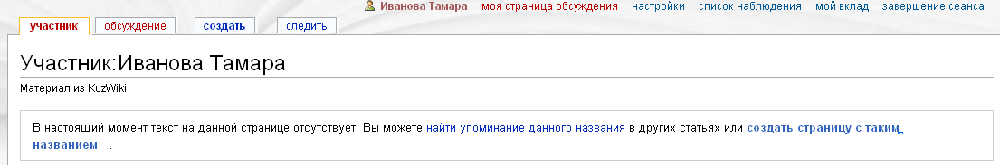 Иванова Тамара моя страница обсуждения настройки список наблюдения мой вклад завершение сеанса
участник обсуждение создать следить
Участник:Иванова Тамара
Материал из KuzWiki
В настоящий момент текст на данной странице отсутствует. Вы можете найти упоминание данного названия в других статьях или создать страницу с таким
названием .